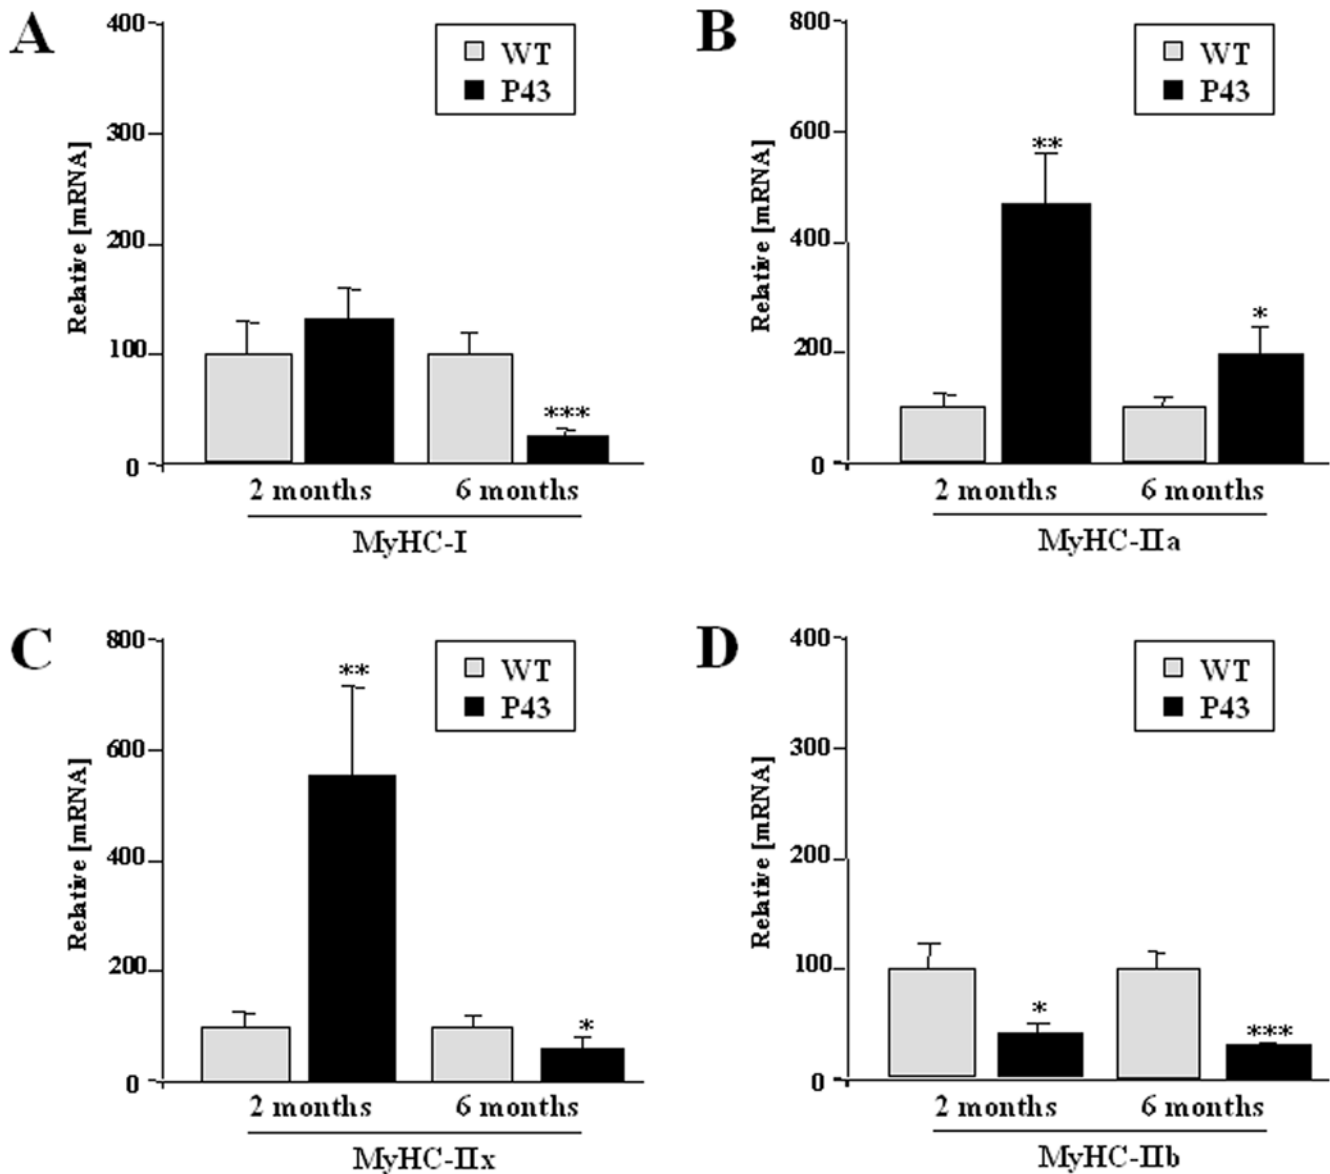 A
400
300
200
100
0
Relative [mRNA]
WT
P43
***
2 months 6 months
MyHC-I
B
800
600
400
200
0
Relative [mRNA]
WT
P43
**
*
2 months 6 months
MyHC-IIa
C
800
600
400
200
0
Relative [mRNA]
WT
P43
**
*
2 months 6 months
MyHC-IIx
D
400
300
200
100
0
Relative [mRNA]
WT
P43
*
***
2 months 6 months
MyHC-IIb